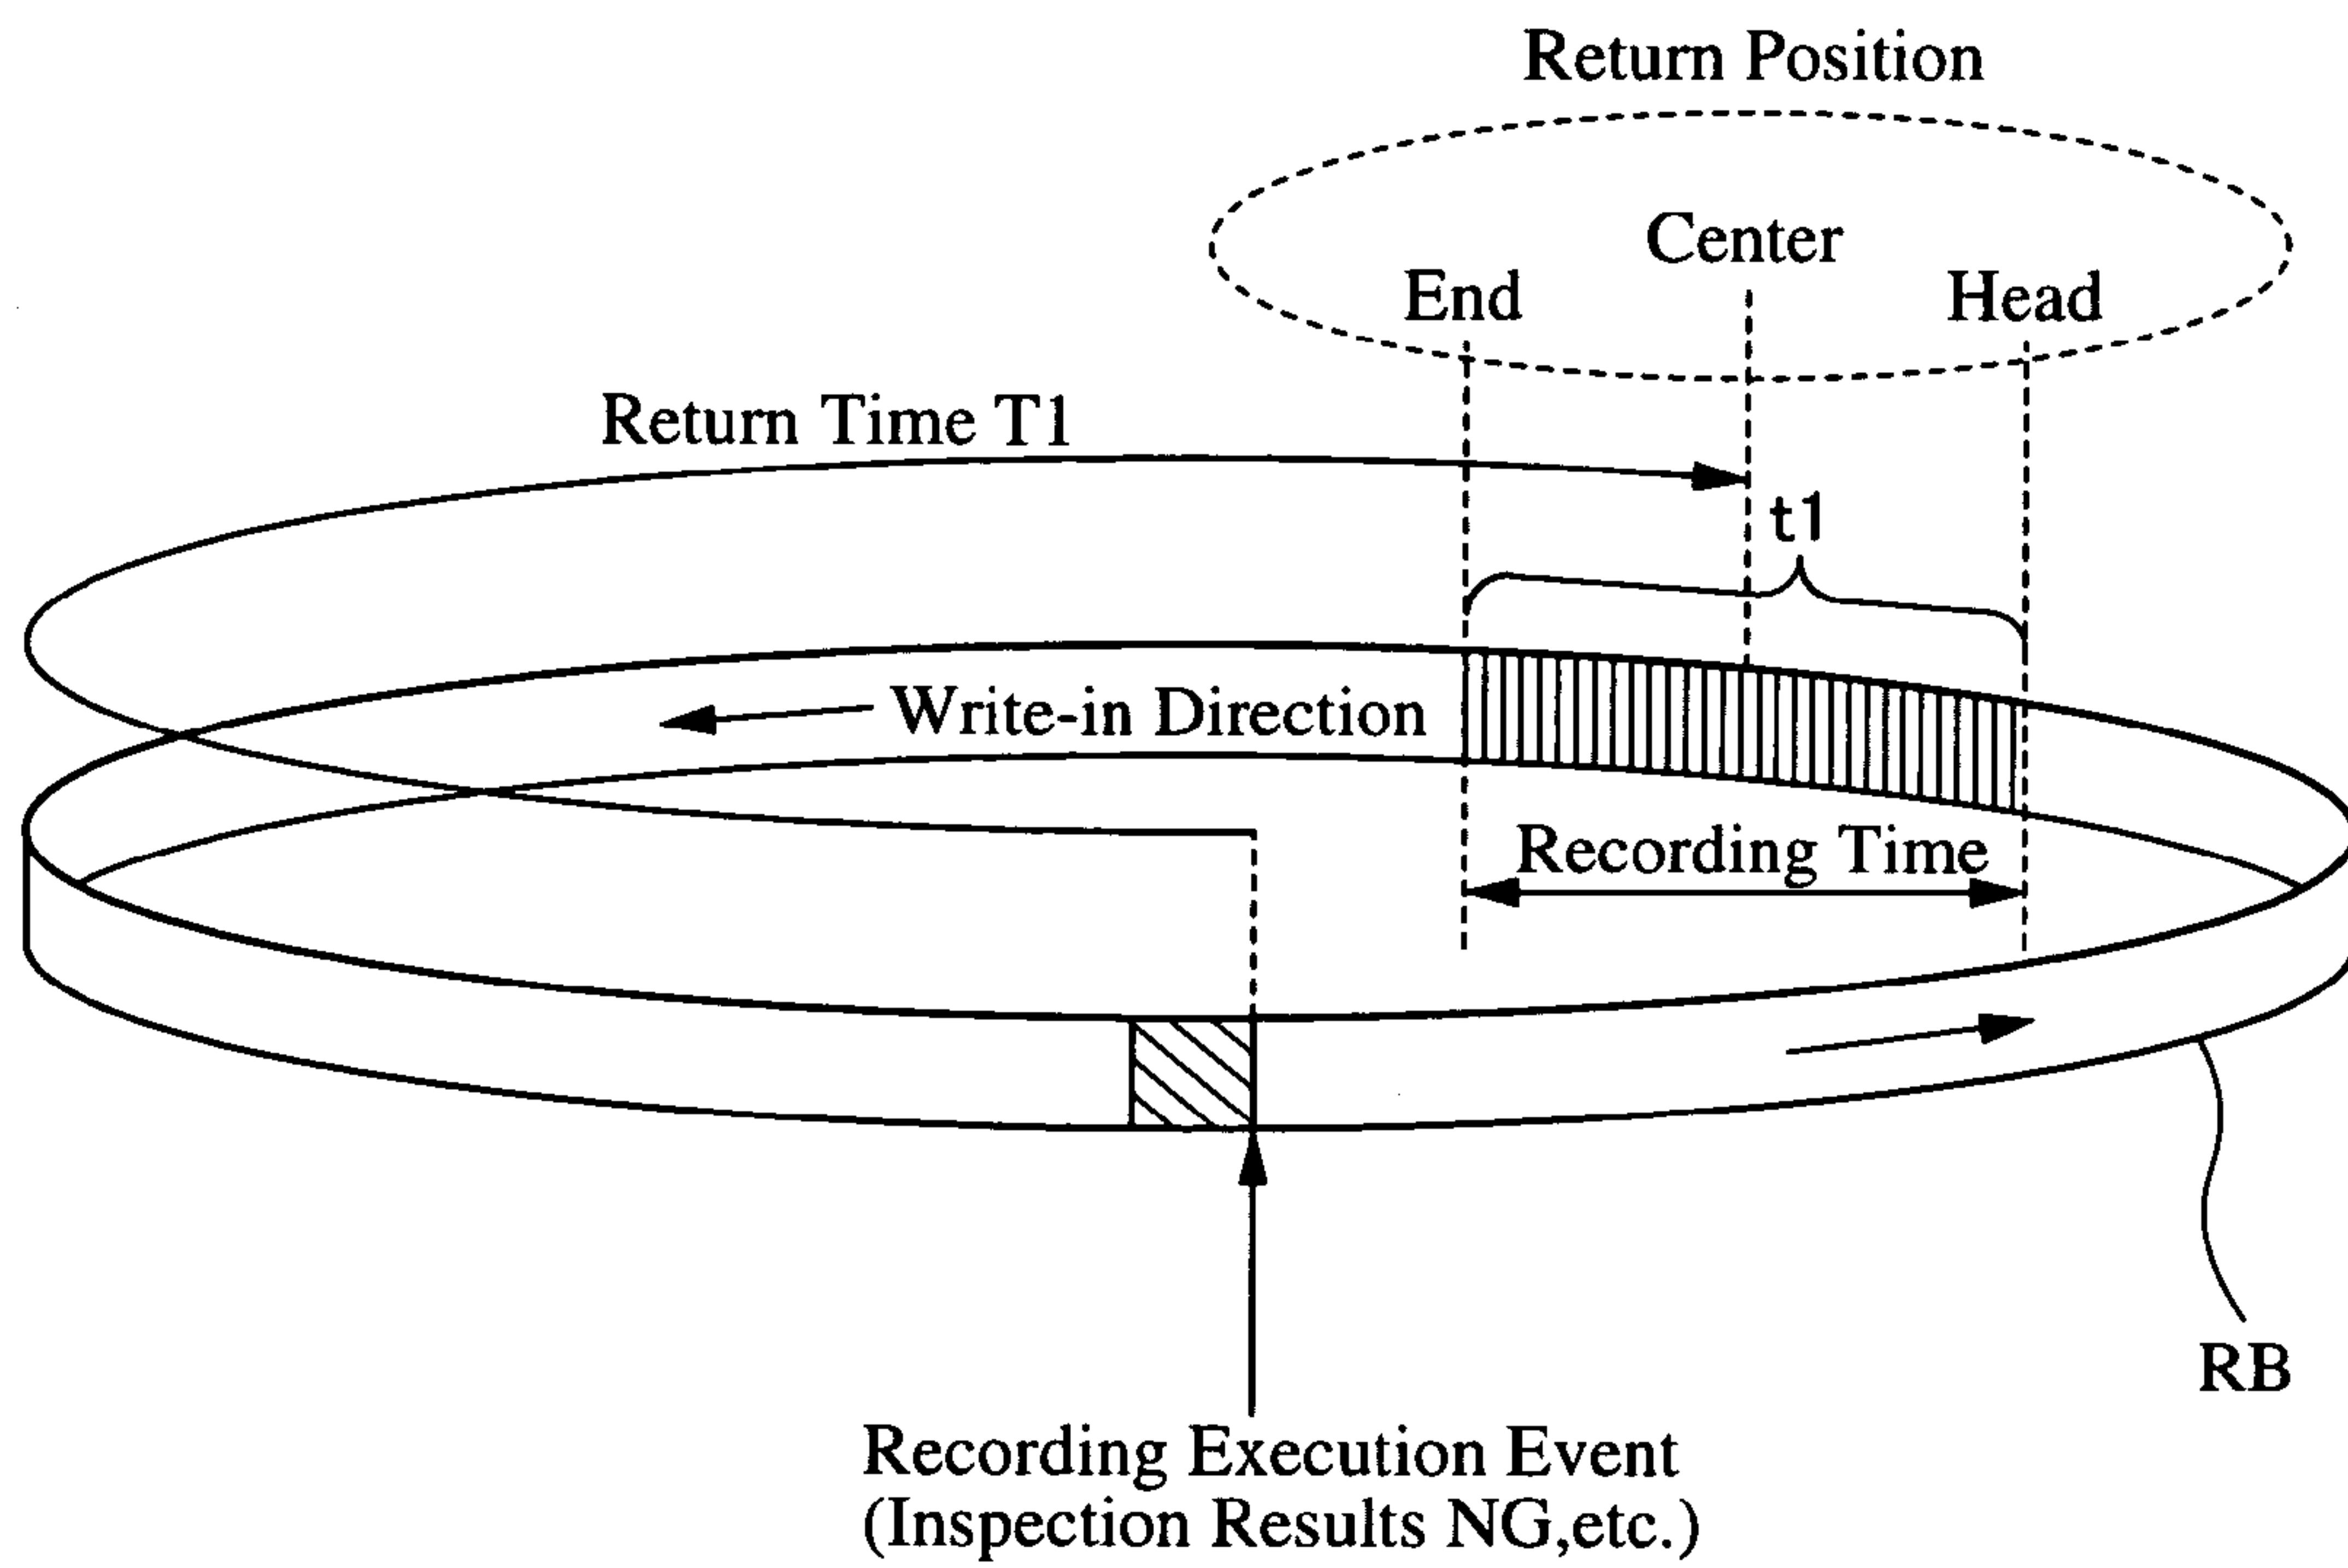 Return Position
Center
End
Head
Return Time T1
t1
Write-in Direction
Recording Time
RB
Recording Execution Event
(Inspection Results NG,etc.)